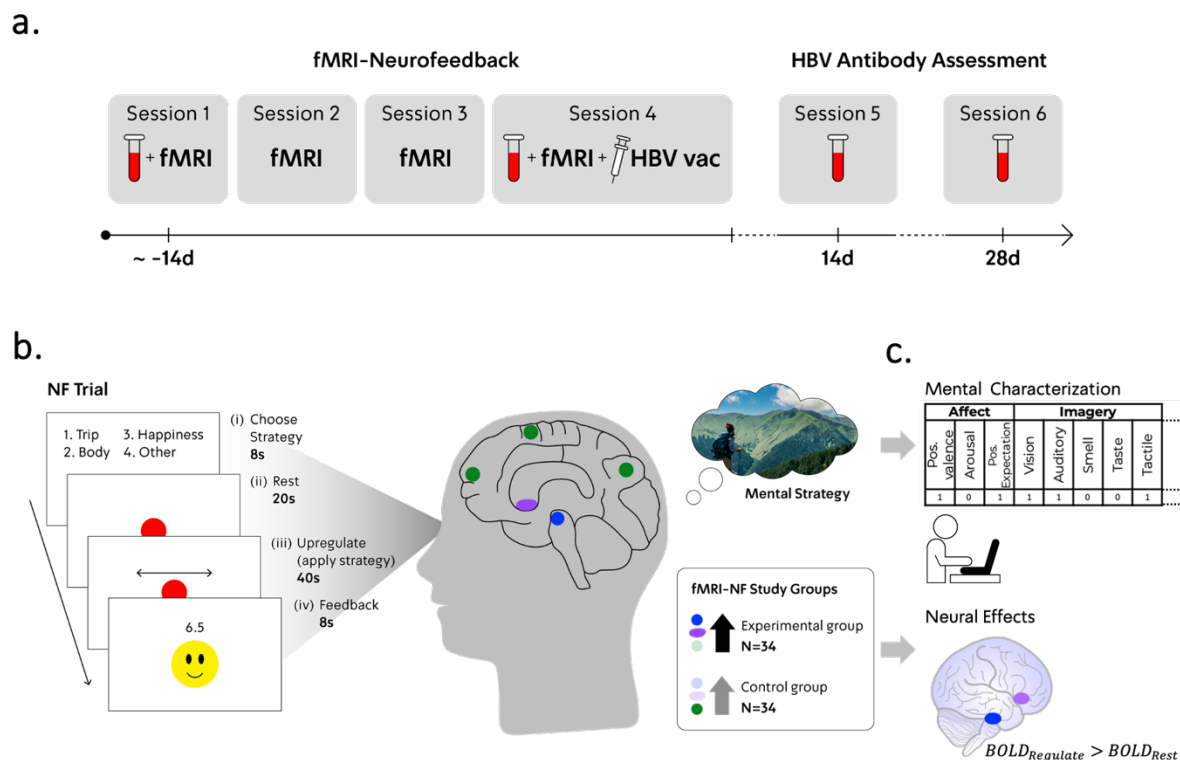 a.
fMRI-Neurofeedback
HBV Antibody Assessment
Session 1
+ fMRI
Session 2
fMRI
Session 3
fMRI
Session 4
+ fMRI + HBV vac
Session 5
Session 6
~ -14d
14d
28d
b.
NF Trial
1. Trip 3. Happiness
2. Body 4. Other
(i) Choose
Strategy
8s
(ii) Rest
20s
(iii) Upregulate
(apply strategy)
40s
(iv) Feedback
8s
6.5
Mental Strategy
fMRI-NF Study Groups
Experimental group
N=34
Control group
N=34
c.
Mental Characterization
Affect Imagery
Pos.
valence
Arousal
Pos.
Expectation
Vision
Auditory
Smell
Taste
Tactile
1 0 1 1 1 0 0 1
Neural Effects
BOLD_Regulate > BOLD_Rest